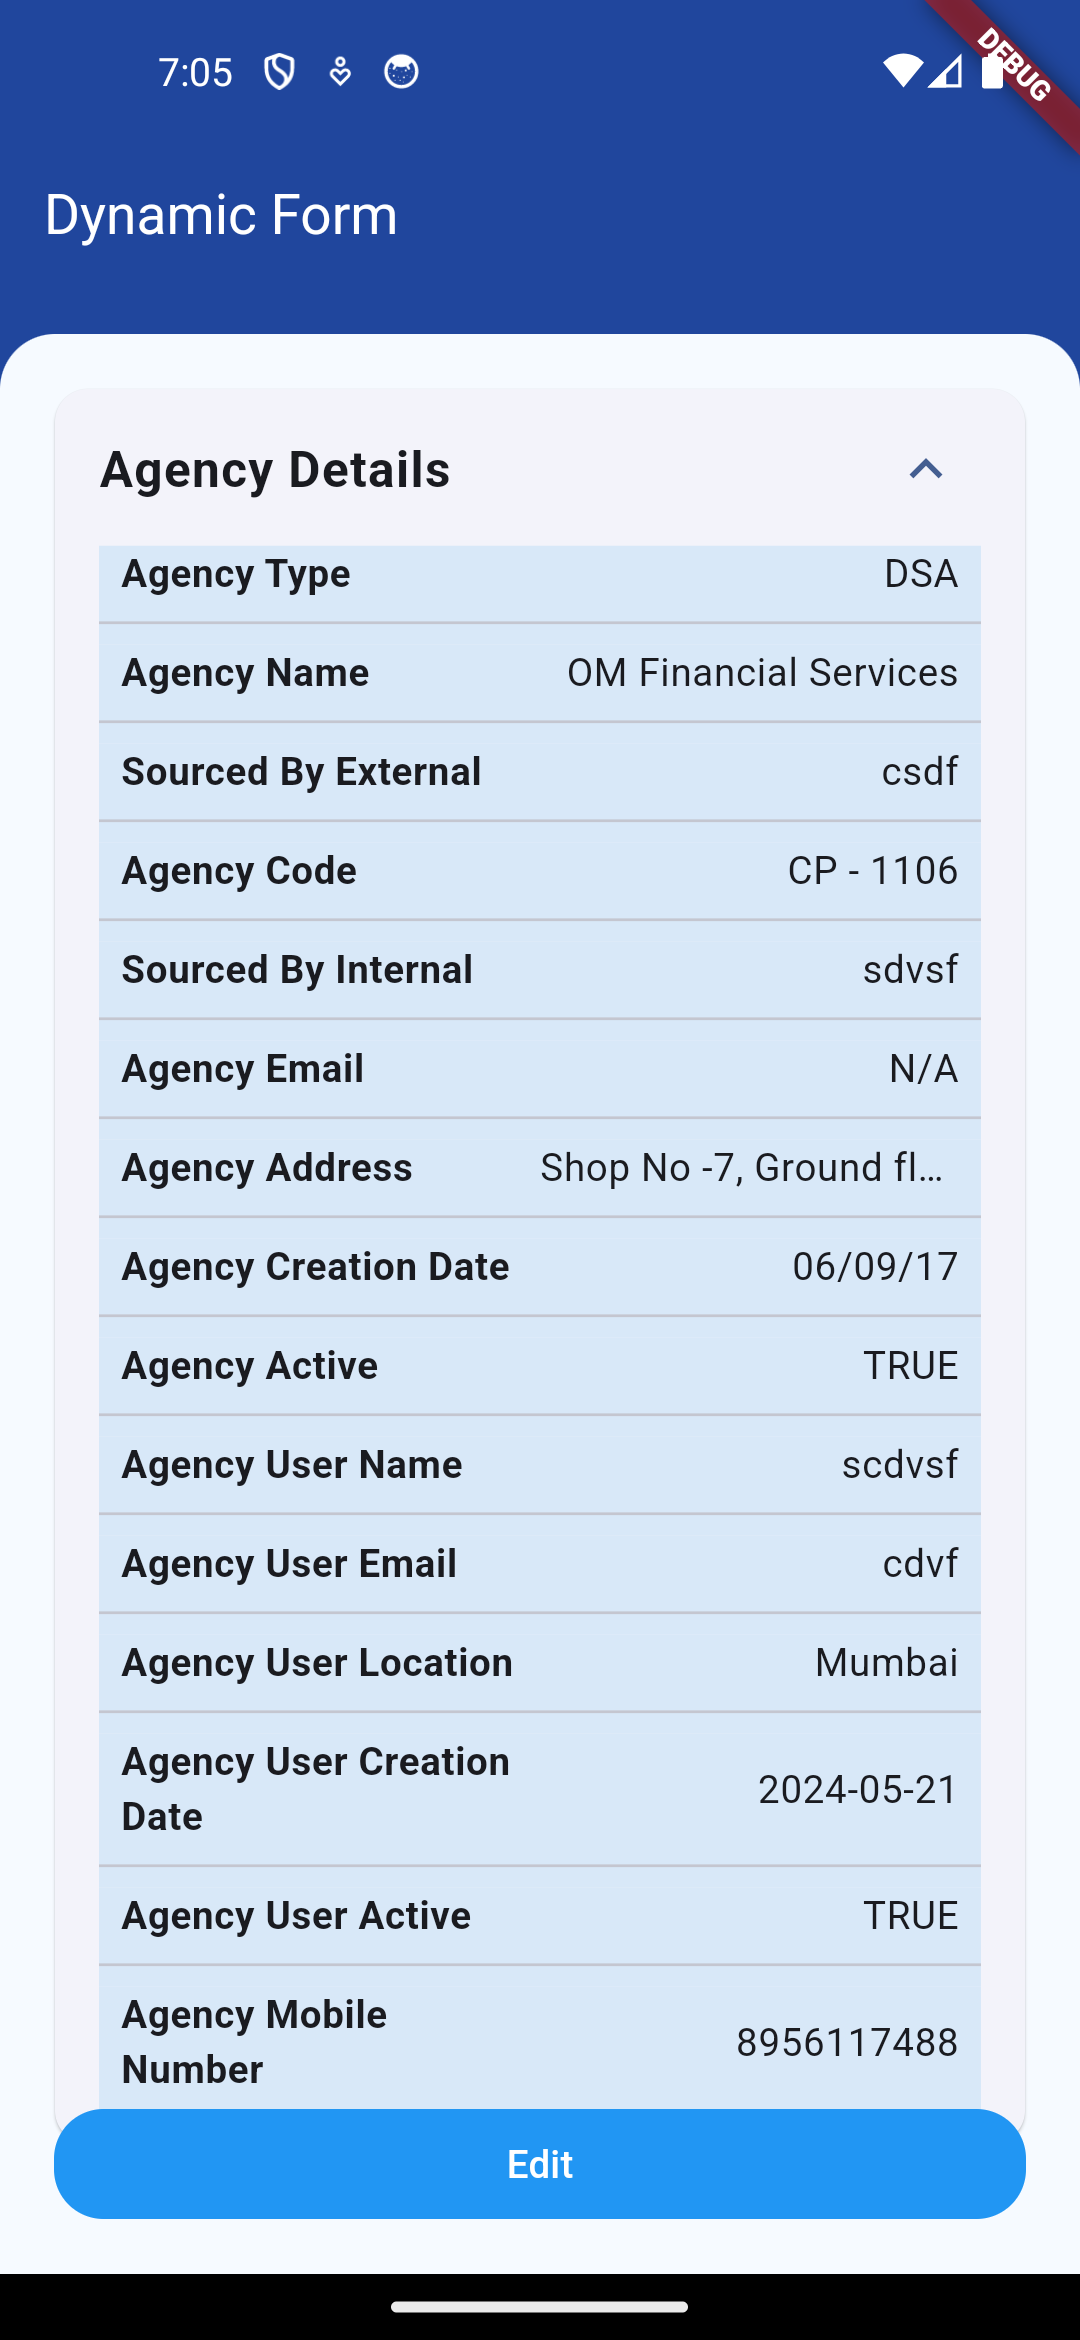 7:05
DEBUG
Dynamic Form
Agency Details
Agency Type DSA
Agency Name OM Financial Services
Sourced By External csdf
Agency Code CP - 1106
Sourced By Internal sdvsf
Agency Email N/A
Agency Address Shop No -7, Ground fl...
Agency Creation Date 06/09/17
Agency Active TRUE
Agency User Name scdvsf
Agency User Email cdvf
Agency User Location Mumbai
Agency User Creation
Date 2024-05-21
Agency User Active TRUE
Agency Mobile
Number 8956117488
Edit